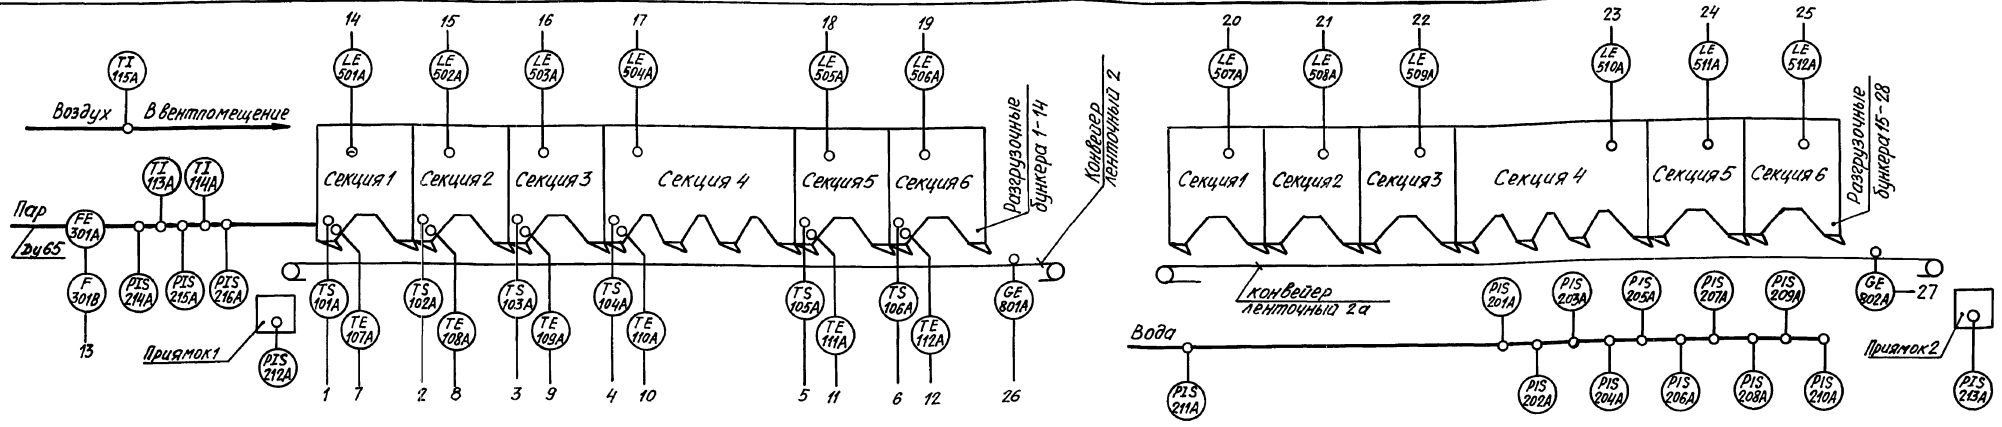 14
15
16
17
18
19
20
21
22
23
24
25
TI
115A
LE
501A
LE
502A
LE
503A
LE
504A
LE
505A
LE
506A
LE
507A
LE
508A
LE
509A
LE
510A
LE
511A
LE
512A
Воздух
В вентпомещение
Разгрузочные
бункера 1-14
Конвейер
ленточный 2
Разгрузочные
бункера 15-28
Секция 1
Секция 2
Секция 3
Секция 4
Секция 5
Секция 6
Секция 1
Секция 2
Секция 3
Секция 4
Секция 5
Секция 6
TI
113A
TI
114A
Пар
Ду65
FE
301A
F
301В
13
PIS
214A
PIS
215A
PIS
216A
Приямок 1
PIS
212A
TS
101A
TE
107A
TS
102A
TE
108A
TS
103A
TE
109A
TS
104A
TE
110A
TS
105A
TE
111A
TS
106A
TE
112A
GE
801A
1
7
2
8
3
9
4
10
5
11
6
12
26
конвейер
ленточный 2а
GE
802A
27
Вода
PIS
211A
PIS
201A
PIS
203A
PIS
205A
PIS
207A
PIS
209A
PIS
202A
PIS
204A
PIS
206A
PIS
208A
PIS
210A
Приямок 2
PIS
213A